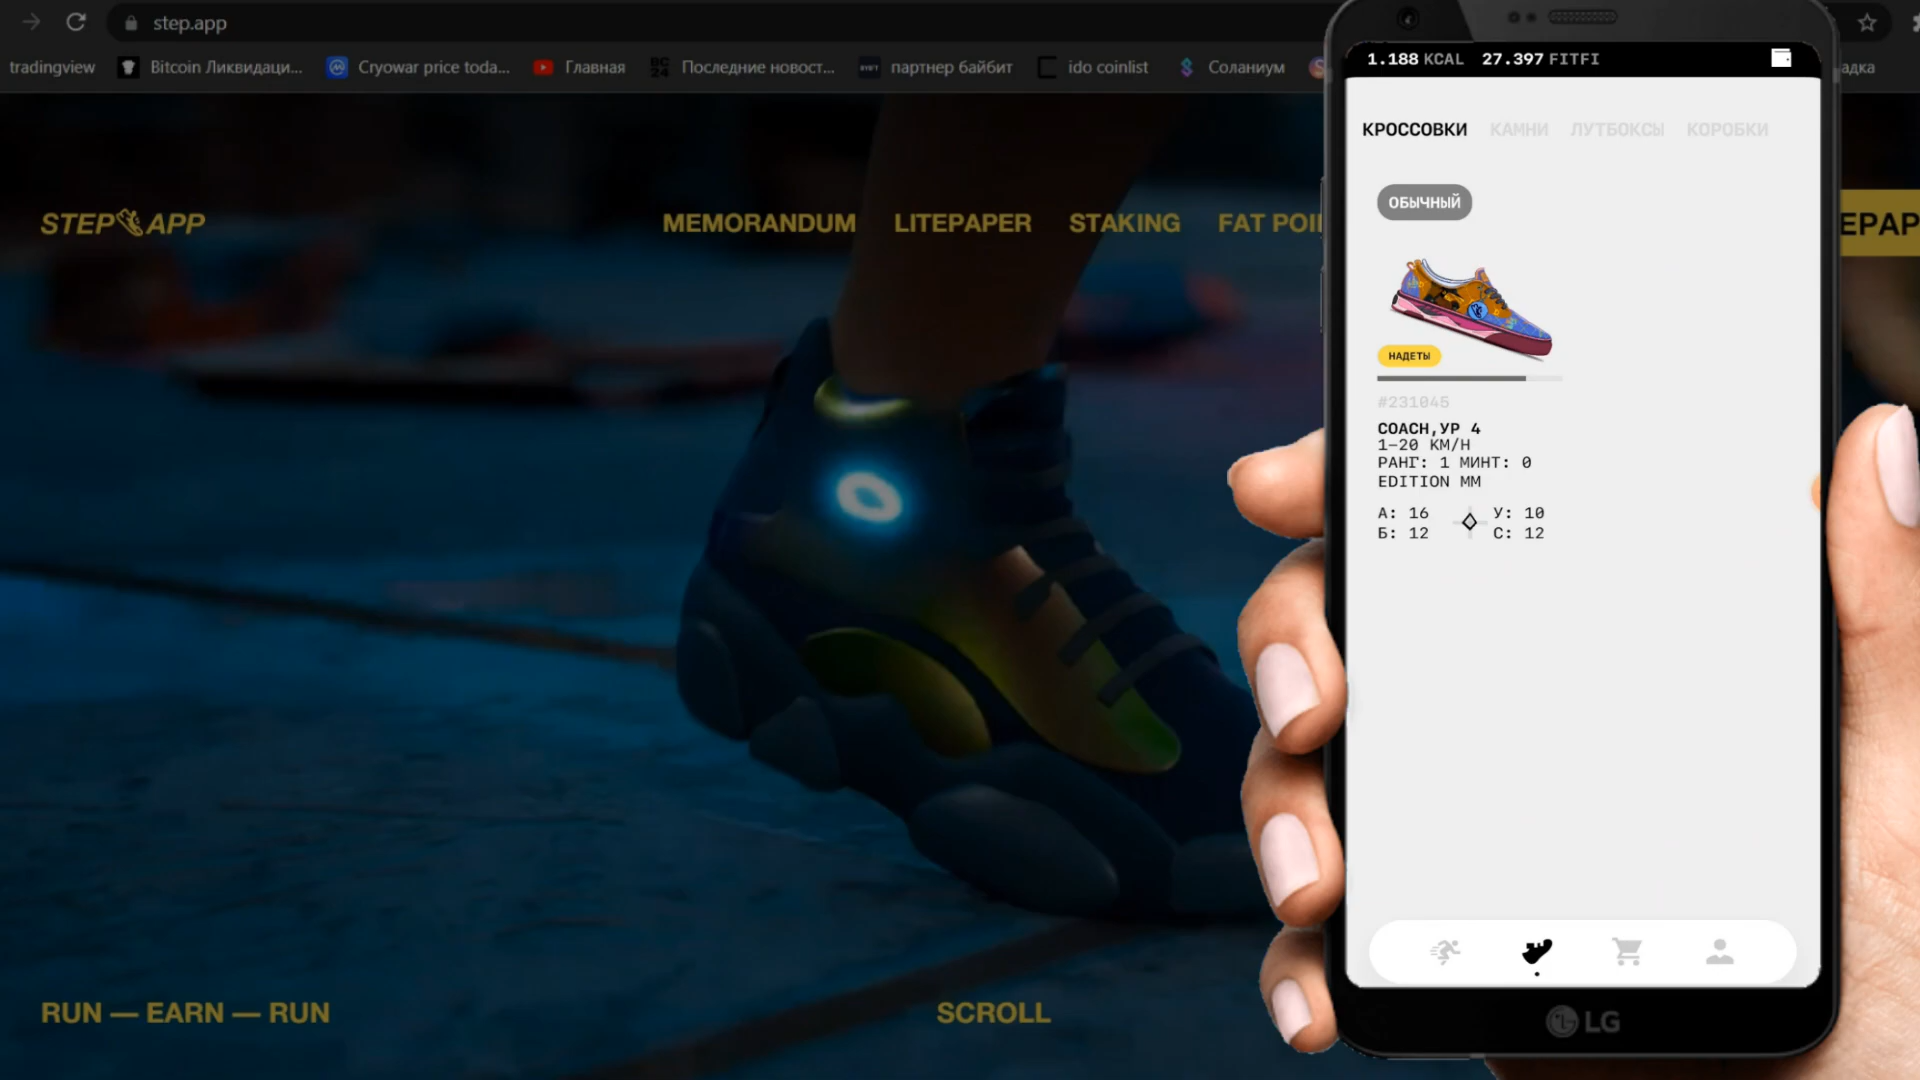 step.app
tradingview
Bitcoin Ликвидаци...
Cryowar price toda...
Главная
BC 24
Последние новост...
партнер байбит
ido coinlist
Соланиум
адка
STEP APP
MEMORANDUM
LITEPAPER
STAKING
FAT POI
EPAP
RUN — EARN — RUN
SCROLL
1.188 KCAL 27.397 FITFI
КРОССОВКИ КАМНИ ЛУТБОКСЫ КОРОБКИ
ОБЫЧНЫЙ
НАДЕТЫ
#231045
COACH,УР 4
1–20 KM/H
РАНГ: 1 МИНТ: 0
EDITION MM
А: 16 У: 10
Б: 12 С: 12
LG